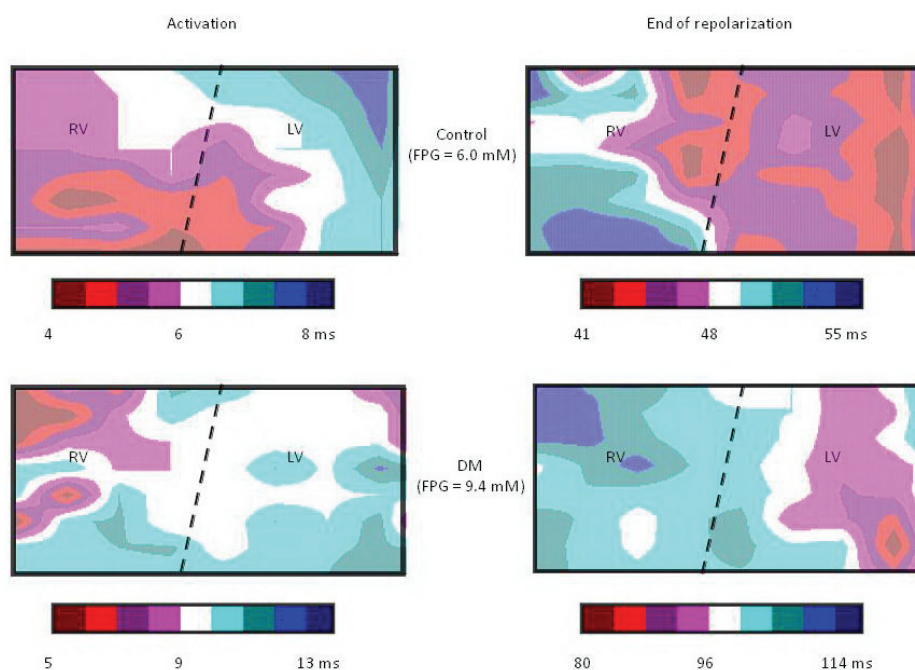 Activation
End of repolarization
RV
LV
Control
(FPG = 6.0 mM)
RV
LV
4 6 8 ms
41 48 55 ms
RV
LV
DM
(FPG = 9.4 mM)
RV
LV
5 9 13 ms
80 96 114 ms